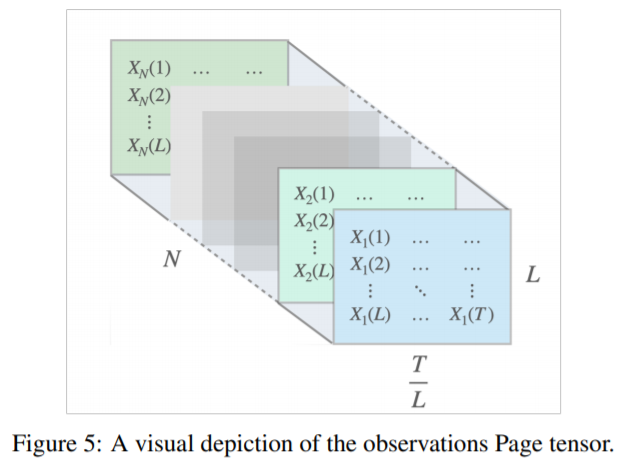 X_N(1) ... ...
X_N(2)
⋮
X_N(L)
X_2(1) ... ...
X_2(2)
⋮
X_2(L)
X_1(1) ... ...
X_1(2) ... ...
⋮ ⋱ ⋮
X_1(L) ... X_1(T)
N
L
T
L
Figure 5: A visual depiction of the observations Page tensor.